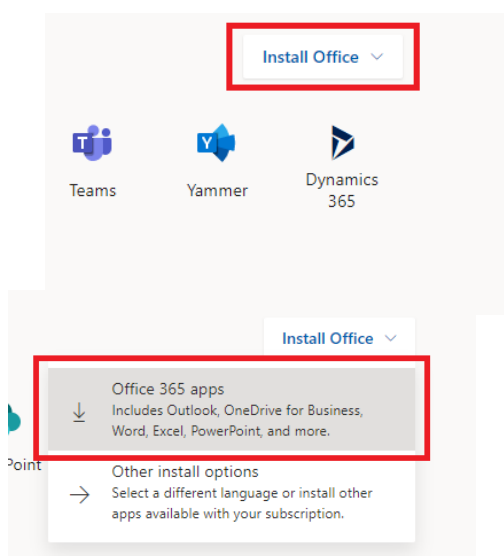 Install Office
Teams
Yammer
Dynamics
365
Install Office
Office 365 apps
Includes Outlook, OneDrive for Business,
Word, Excel, PowerPoint, and more.
Point
Other install options
Select a different language or install other
apps available with your subscription.